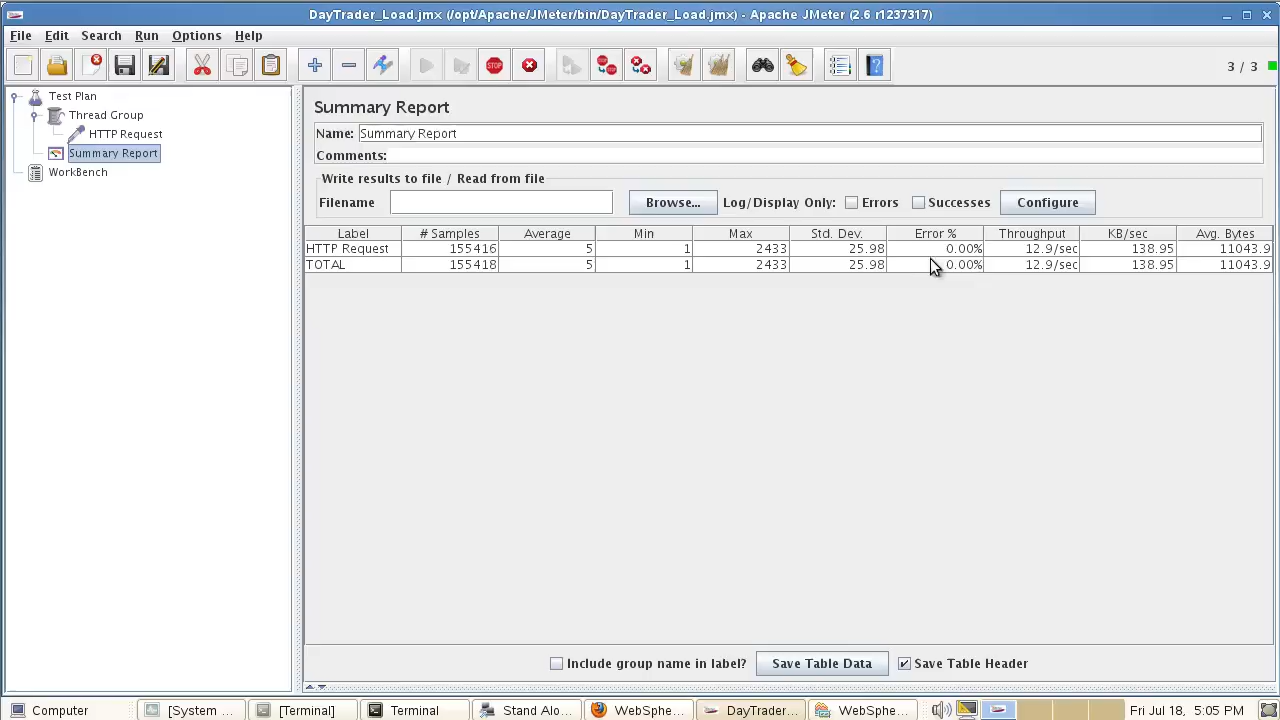 DayTrader_Load.jmx (/opt/Apache/JMeter/bin/DayTrader_Load.jmx) - Apache JMeter (2.6 r1237317)
File Edit Search Run Options Help
3 / 3
Test Plan
Thread Group
HTTP Request
Summary Report
WorkBench
Summary Report
Name: Summary Report
Comments:
Write results to file / Read from file
Filename Browse... Log/Display Only: Errors Successes Configure
Label # Samples Average Min Max Std. Dev. Error % Throughput KB/sec Avg. Bytes
HTTP Request 155416 5 1 2433 25.98 0.00% 12.9/sec 138.95 11043.9
TOTAL 155418 5 1 2433 25.98 0.00% 12.9/sec 138.95 11043.9
Include group name in label? Save Table Data Save Table Header
Computer [System ... [Terminal] Terminal Stand Alo WebSphe... DayTrader... WebSphe... Fri Jul 18, 5:05 PM